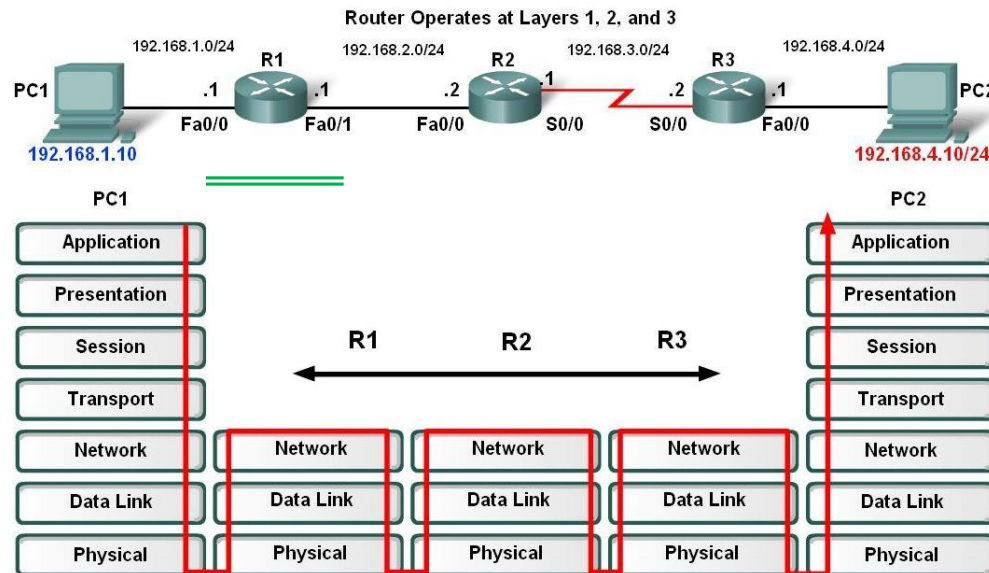 Router Operates at Layers 1, 2, and 3
192.168.1.0/24 192.168.2.0/24 192.168.3.0/24 192.168.4.0/24
R1 R2 R3
PC1 .1 .1 .2 .1 .2 .1 PC2
Fa0/0 Fa0/1 Fa0/0 S0/0 S0/0 Fa0/0
192.168.1.10 192.168.4.10/24
PC1 PC2
Application Application
Presentation Presentation
R1 R2 R3
Session Session
Transport Transport
Network Network Network Network Network
Data Link Data Link Data Link Data Link Data Link
Physical Physical Physical Physical Physical